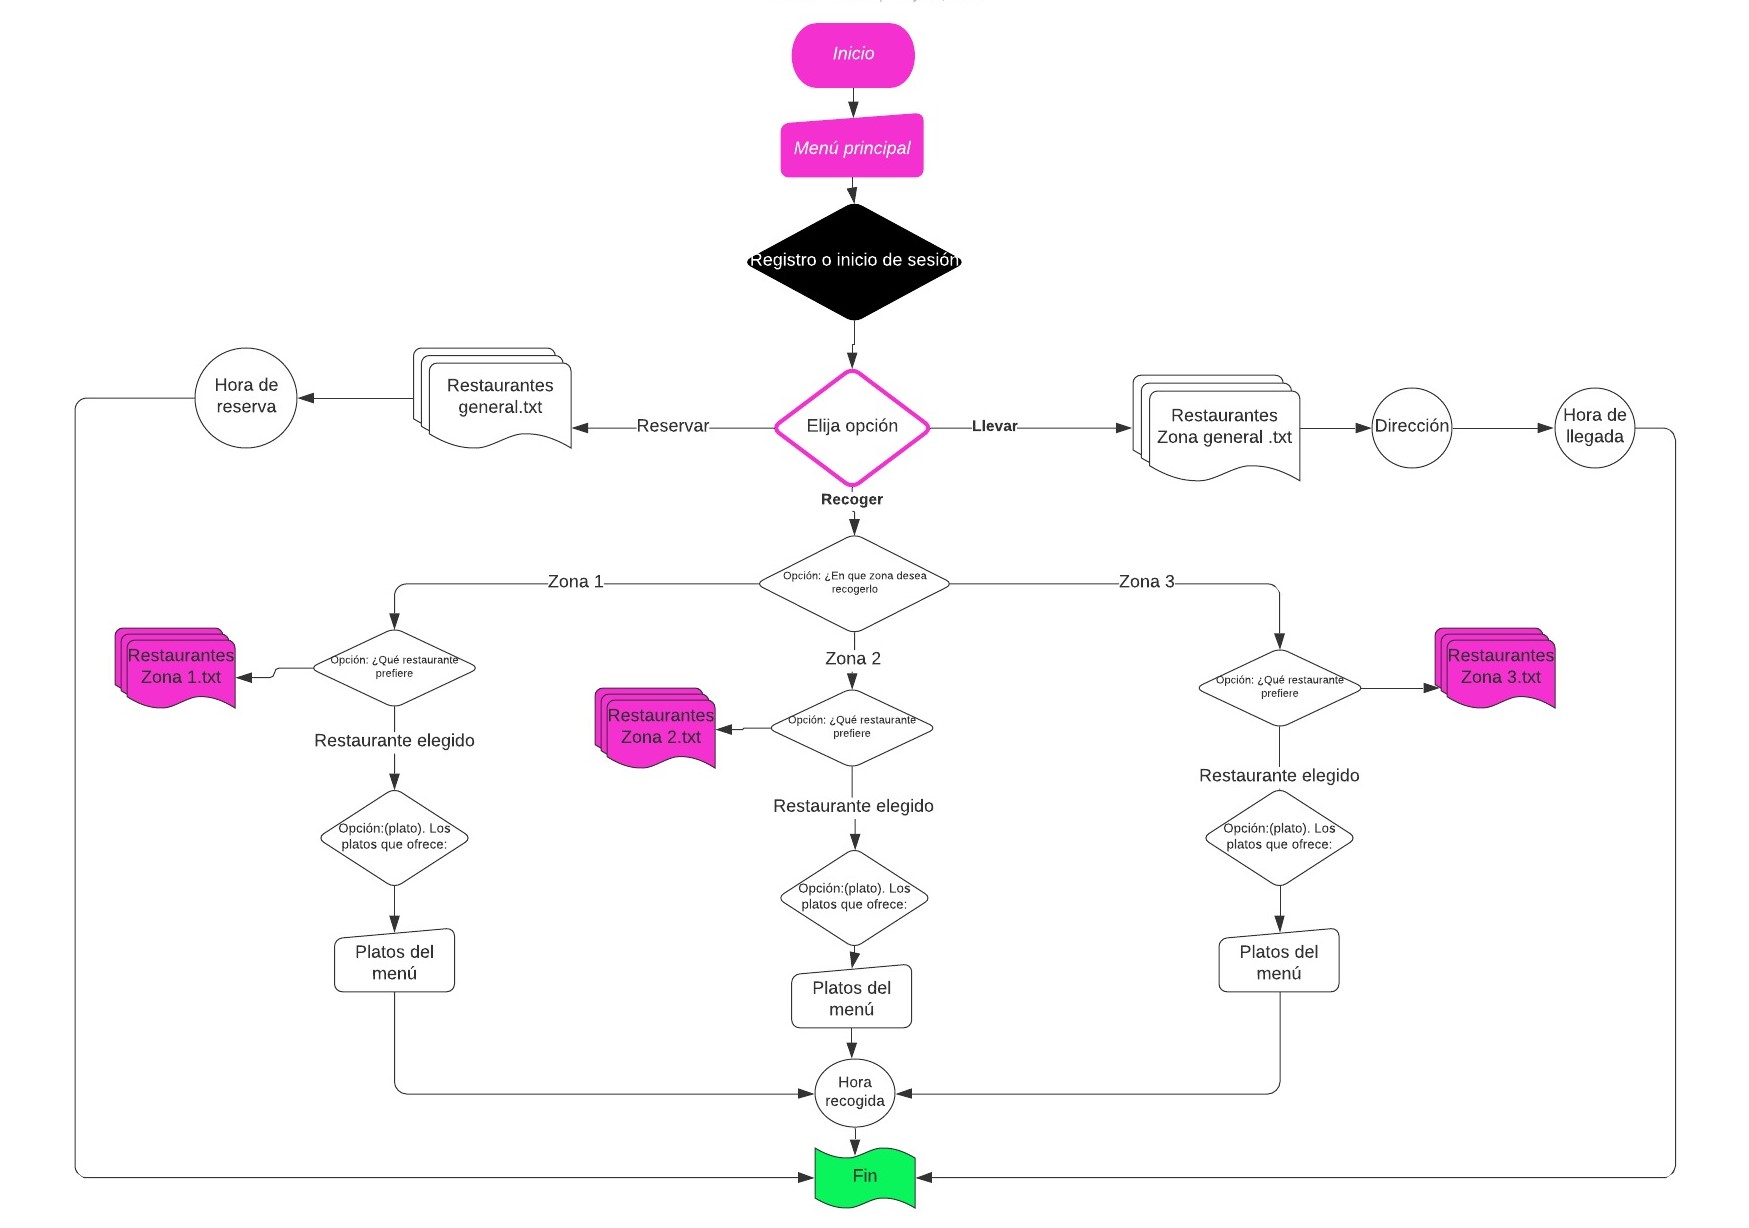 Inicio
Menú principal
Registro o inicio de sesión
Hora de
reserva
Restaurantes
general.txt
Reservar
Elija opción
Llevar
Restaurantes
Zona general .txt
Dirección
Hora de
llegada
Recoger
Opción: ¿En que zona desea
recogerlo
Zona 1
Zona 2
Zona 3
Restaurantes
Zona 1.txt
Opción: ¿Qué restaurante
prefiere
Restaurantes
Zona 2.txt
Opción: ¿Qué restaurante
prefiere
Opción: ¿Qué restaurante
prefiere
Restaurantes
Zona 3.txt
Restaurante elegido
Restaurante elegido
Restaurante elegido
Opción:(plato). Los
platos que ofrece:
Opción:(plato). Los
platos que ofrece:
Opción:(plato). Los
platos que ofrece:
Platos del
menú
Platos del
menú
Platos del
menú
Hora
recogida
Fin